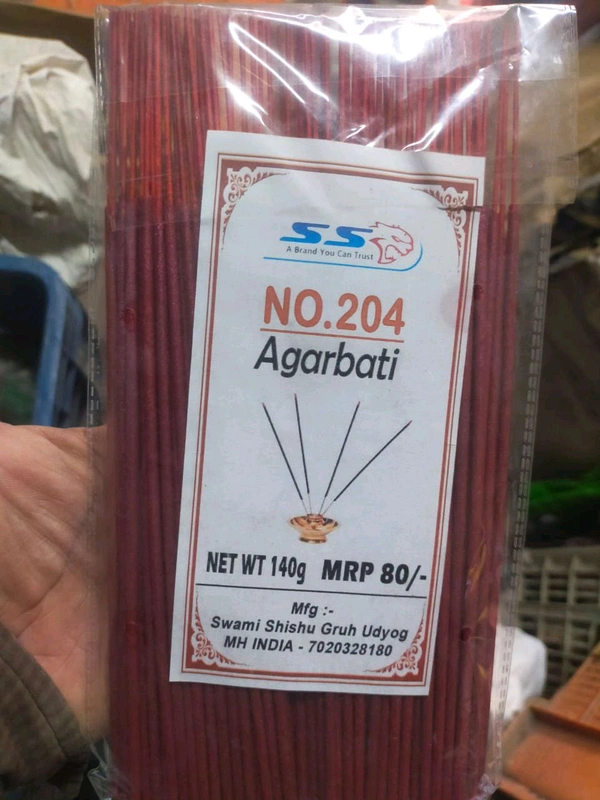 SS
A Brand You Can Trust
NO.204
Agarbati
NET WT 140g MRP 80/-
Mfg :-
Swami Shishu Gruh Udyog
MH INDIA - 7020328180